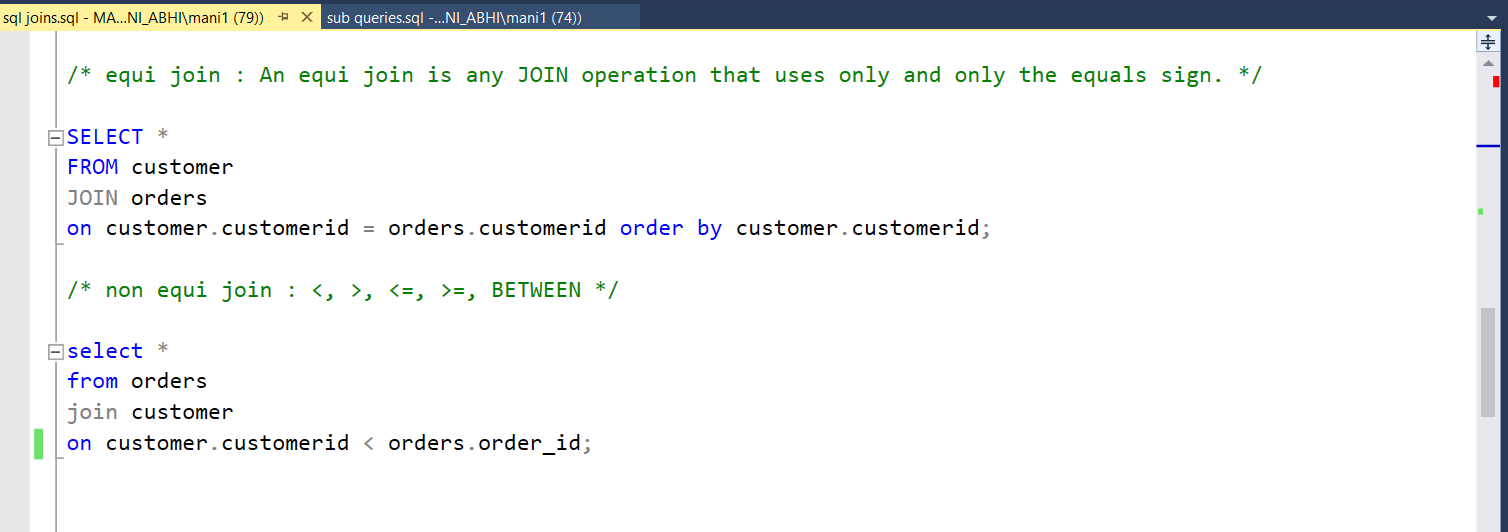 sql joins.sql - MA...NI_ABHI\mani1 (79)) sub queries.sql -...NI_ABHI\mani1 (74))
/* equi join : An equi join is any JOIN operation that uses only and only the equals sign. */
SELECT *
FROM customer
JOIN orders
on customer.customerid = orders.customerid order by customer.customerid;
/* non equi join : <, >, <=, >=, BETWEEN */
select *
from orders
join customer
on customer.customerid < orders.order_id;